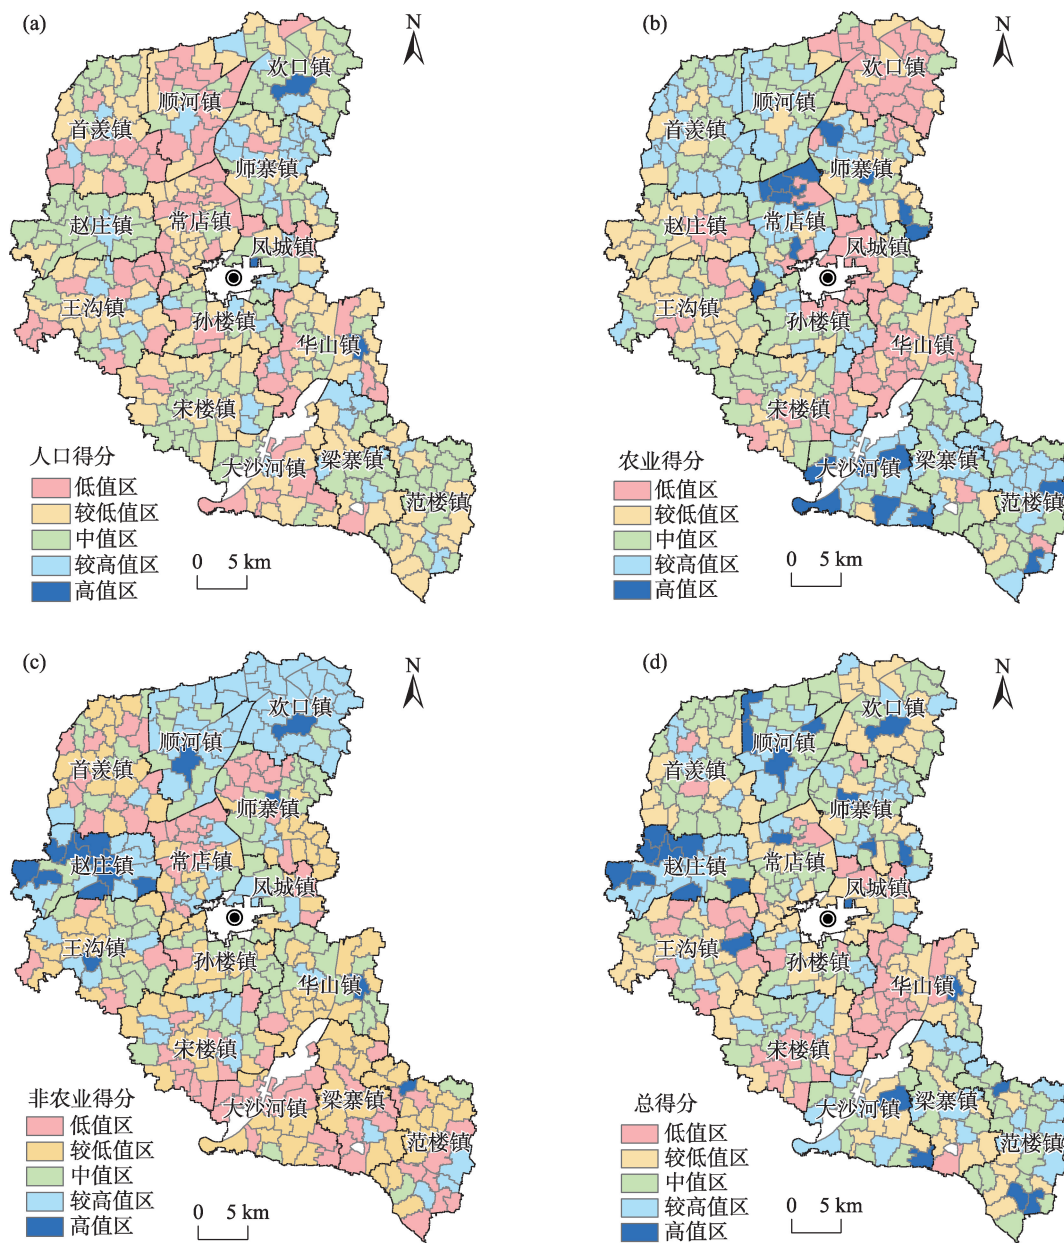 (a)
N
欢口镇
顺河镇
首羡镇
师寨镇
赵庄镇
常店镇
凤城镇
王沟镇
孙楼镇
华山镇
宋楼镇
大沙河镇
梁寨镇
范楼镇
人口得分
低值区
较低值区
中值区
较高值区
高值区
0 5 km
(b)
N
欢口镇
顺河镇
首羡镇
师寨镇
赵庄镇
常店镇
凤城镇
王沟镇
孙楼镇
华山镇
宋楼镇
大沙河镇
梁寨镇
范楼镇
农业得分
低值区
较低值区
中值区
较高值区
高值区
0 5 km
(c)
N
欢口镇
顺河镇
首羡镇
师寨镇
赵庄镇
常店镇
凤城镇
王沟镇
孙楼镇
华山镇
宋楼镇
大沙河镇
梁寨镇
范楼镇
非农业得分
低值区
较低值区
中值区
较高值区
高值区
0 5 km
(d)
N
欢口镇
顺河镇
首羡镇
师寨镇
赵庄镇
常店镇
凤城镇
王沟镇
孙楼镇
华山镇
宋楼镇
大沙河镇
梁寨镇
范楼镇
总得分
低值区
较低值区
中值区
较高值区
高值区
0 5 km